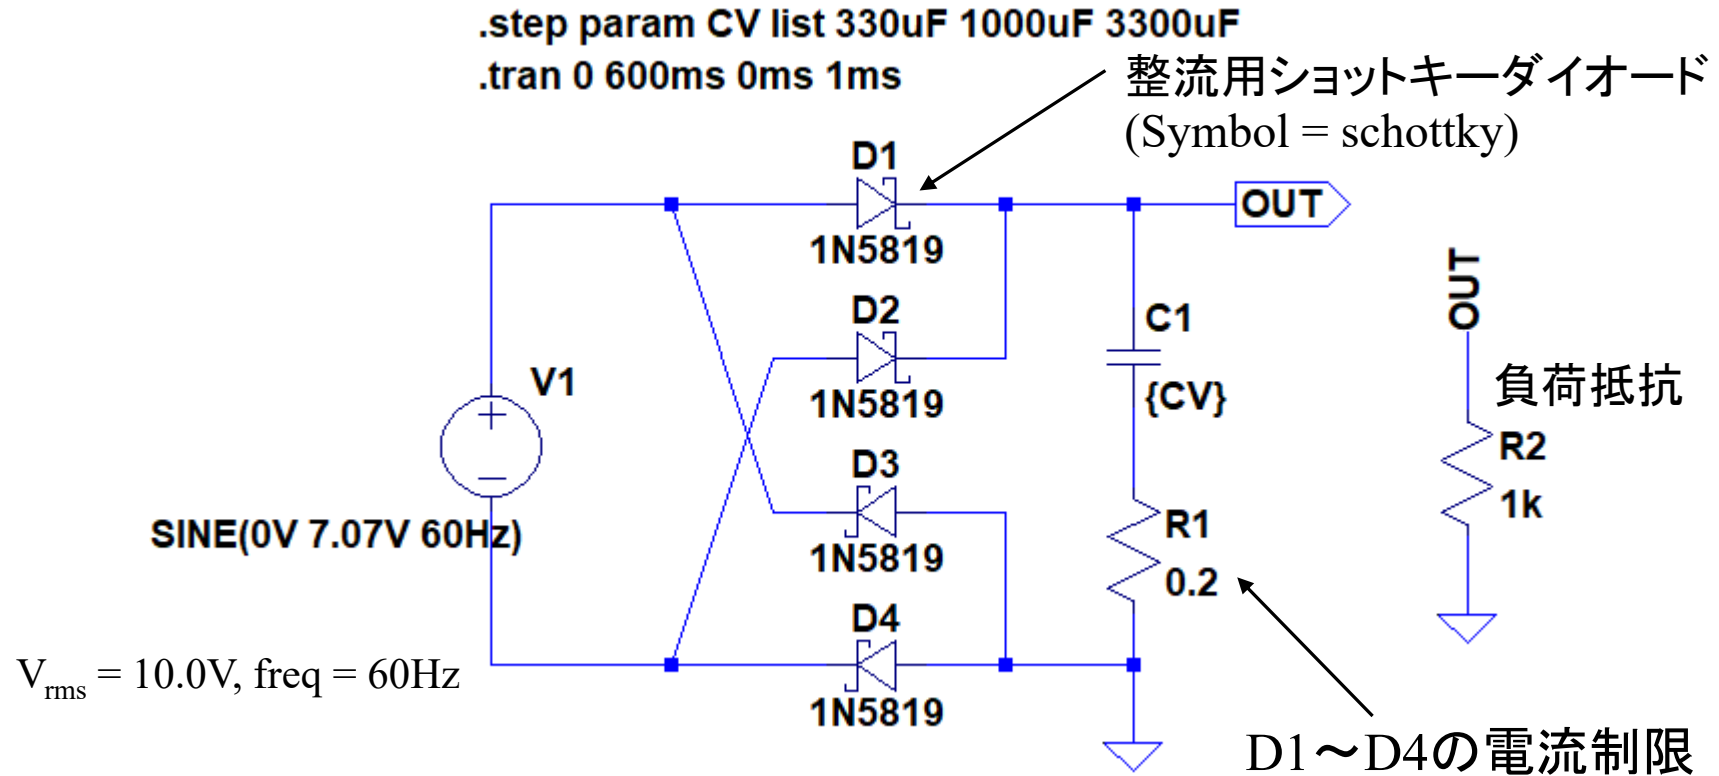 .step param CV list 330uF 1000uF 3300uF
.tran 0 600ms 0ms 1ms
整流用ショットキーダイオード
(Symbol = schottky)
D1
1N5819
OUT
D2
1N5819
V1
SINE(0V 7.07V 60Hz)
C1
{CV}
OUT
負荷抵抗
R2
1k
D3
1N5819
R1
0.2
D4
1N5819
Vrms = 10.0V, freq = 60Hz
D1～D4の電流制限